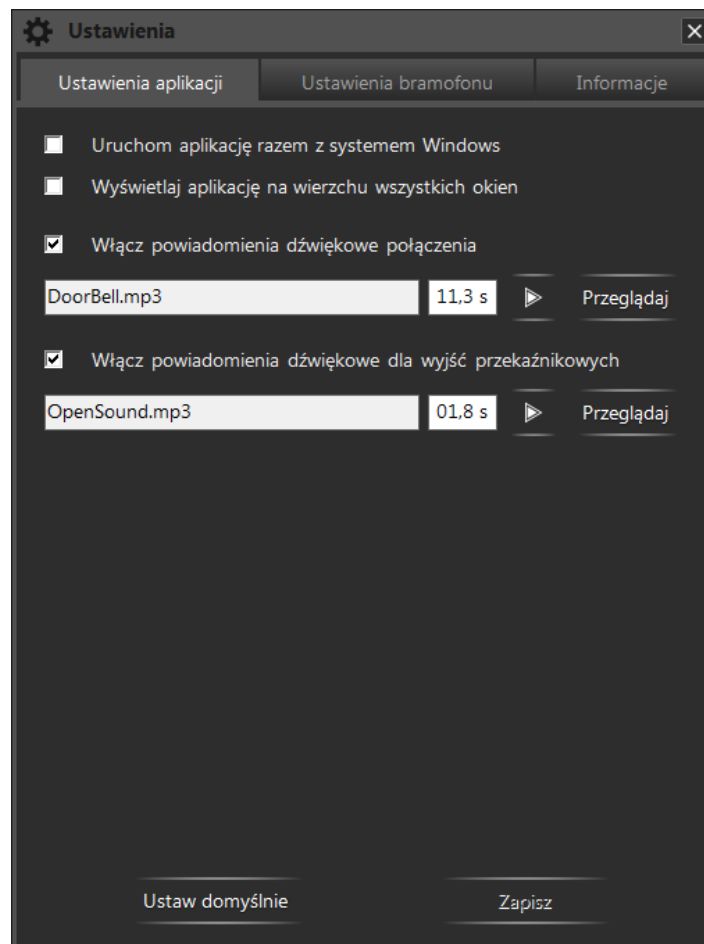 Ustawienia
Ustawienia aplikacji Ustawienia bramofonu Informacje
Uruchom aplikację razem z systemem Windows
Wyświetlaj aplikację na wierzchu wszystkich okien
Włącz powiadomienia dźwiękowe połączenia
DoorBell.mp3 11,3 s Przeglądaj
Włącz powiadomienia dźwiękowe dla wyjść przekaźnikowych
OpenSound.mp3 01,8 s Przeglądaj
Ustaw domyślnie Zapisz